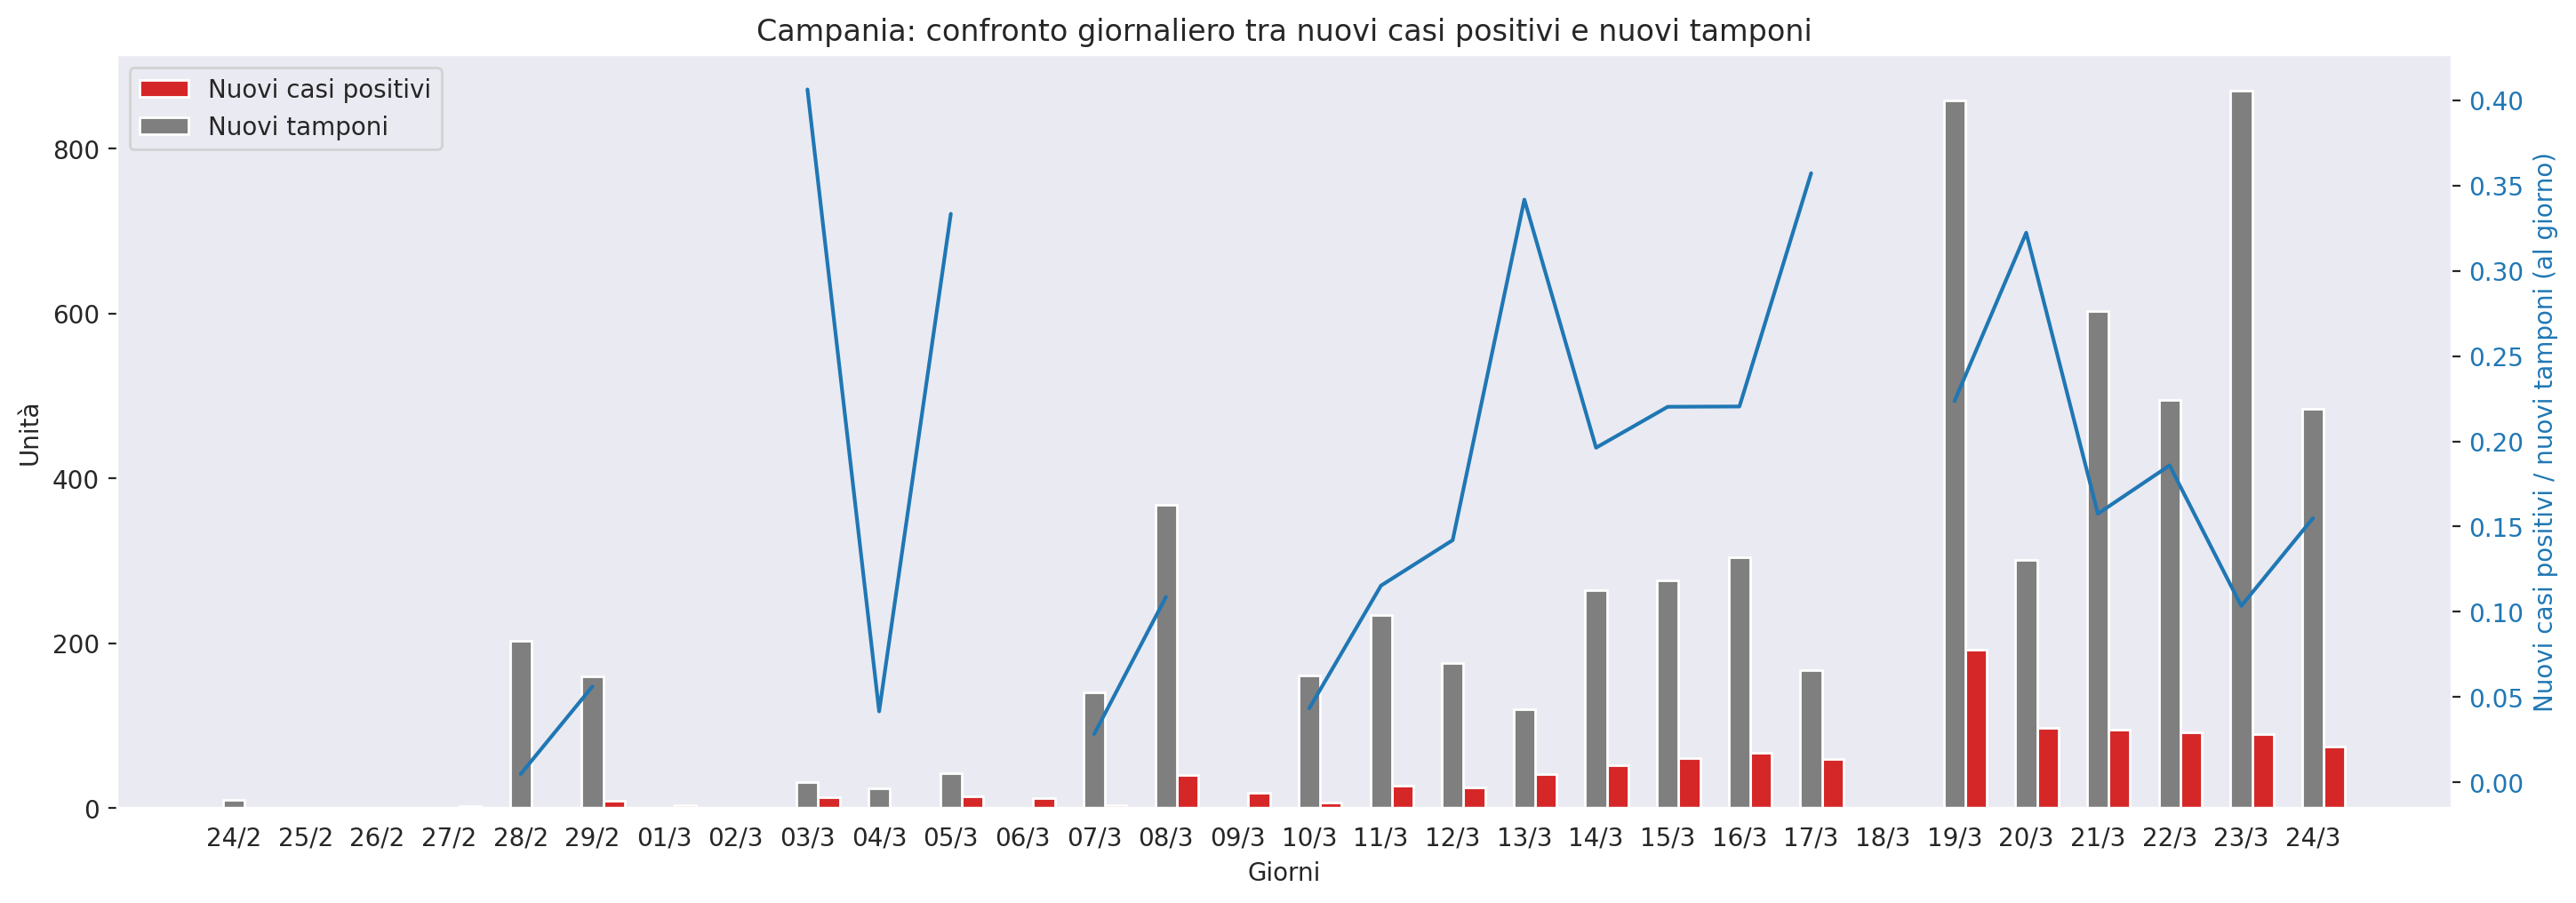 Campania: confronto giornaliero tra nuovi casi positivi e nuovi tamponi
Nuovi casi positivi
Nuovi tamponi
Unità
800
600
400
200
0
0.40
0.35
0.30
0.25
0.20
0.15
0.10
0.05
0.00
Nuovi casi positivi / nuovi tamponi (al giorno)
24/2 25/2 26/2 27/2 28/2 29/2 01/3 02/3 03/3 04/3 05/3 06/3 07/3 08/3 09/3 10/3 11/3 12/3 13/3 14/3 15/3 16/3 17/3 18/3 19/3 20/3 21/3 22/3 23/3 24/3
Giorni